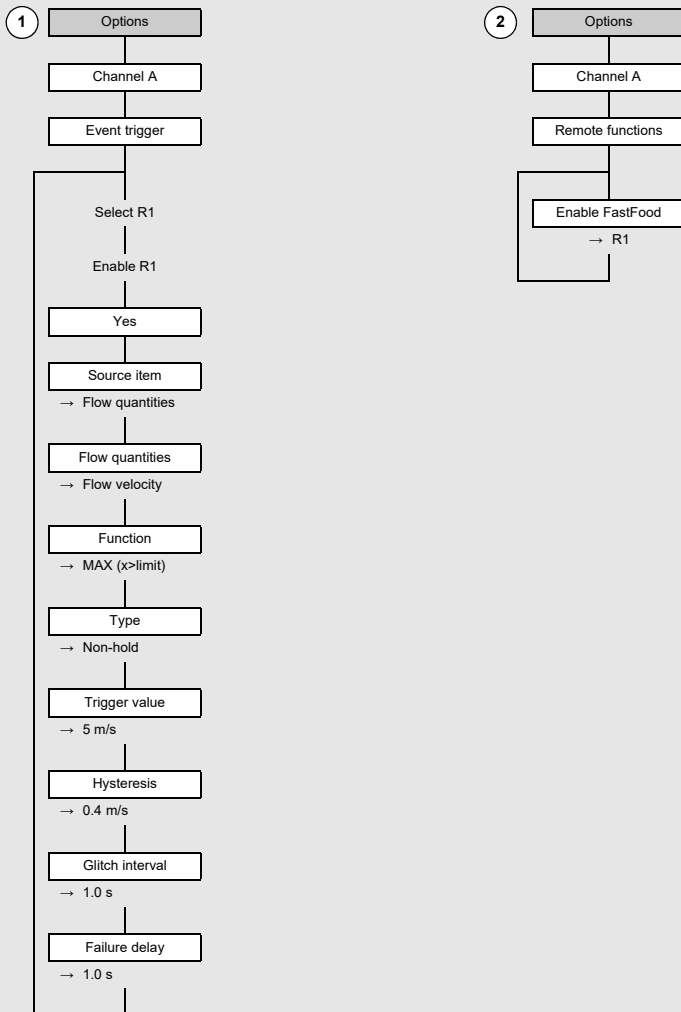 1
Options
Channel A
Event trigger
Select R1
Enable R1
Yes
Source item
→ Flow quantities
Flow quantities
→ Flow velocity
Function
→ MAX (x>limit)
Type
→ Non-hold
Trigger value
→ 5 m/s
Hysteresis
→ 0.4 m/s
Glitch interval
→ 1.0 s
Failure delay
→ 1.0 s
2
Options
Channel A
Remote functions
Enable FastFood
→ R1